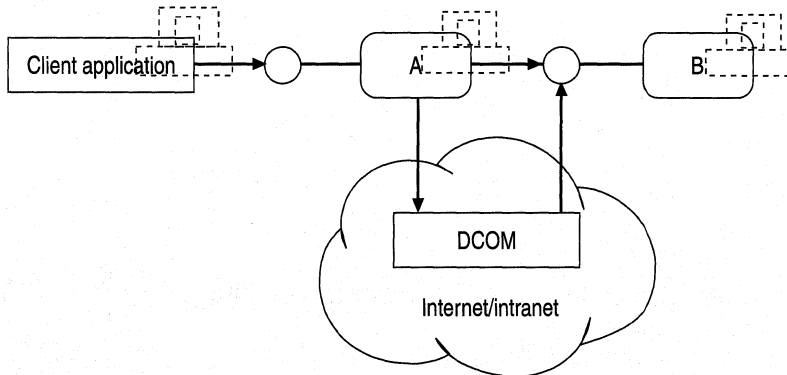 Client application
A
B
DCOM
Internet/intranet